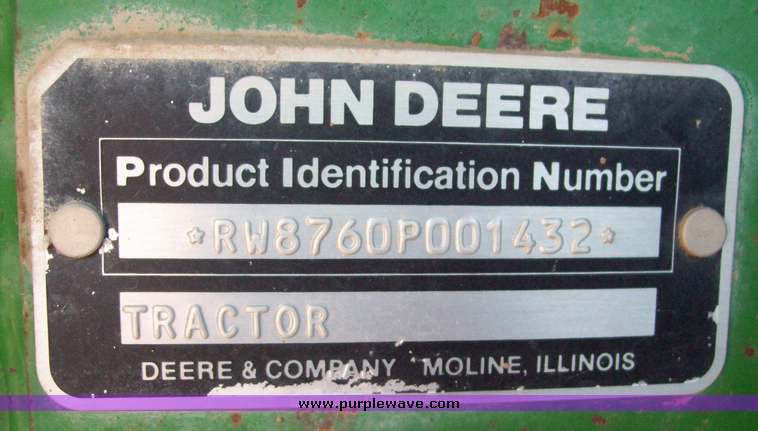 JOHN DEERE
Product Identification Number
*RW8760P001432*
TRACTOR
DEERE & COMPANY MOLINE, ILLINOIS
www.purplewave.com